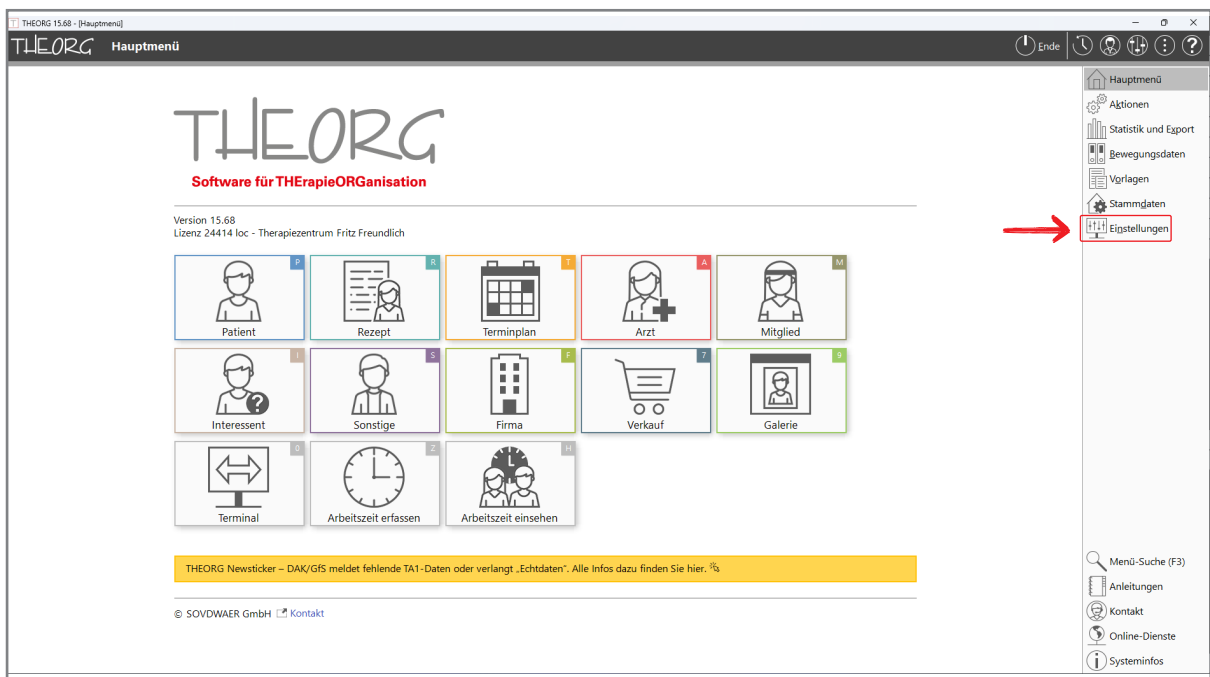 THEORG 15.68 - [Hauptmenü]
THEORG Hauptmenü Ende
Hauptmenü
Aktionen
Statistik und Export
Bewegungsdaten
Vorlagen
Stammdaten
Einstellungen
THEORG
Software für THErapieORGanisation
Version 15.68
Lizenz 24414 loc - Therapiezentrum Fritz Freundlich
P R T A M
Patient Rezept Terminplan Arzt Mitglied
I S F 7 9
Interessent Sonstige Firma Verkauf Galerie
0 Z H
Terminal Arbeitszeit erfassen Arbeitszeit einsehen
THEORG Newsticker – DAK/GfS meldet fehlende TA1-Daten oder verlangt „Echtdaten“. Alle Infos dazu finden Sie hier.
© SOVDWAER GmbH Kontakt
Menü-Suche (F3)
Anleitungen
Kontakt
Online-Dienste
Systeminfos